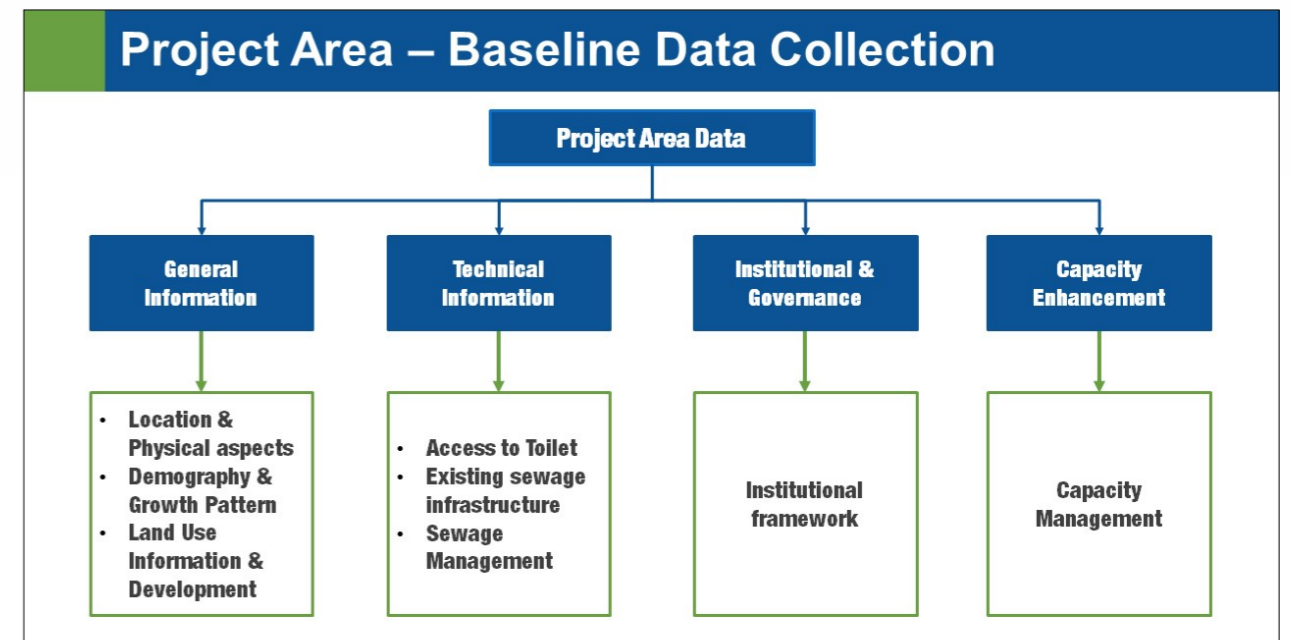 Project Area – Baseline Data Collection
Project Area Data
General
Information
Technical
Information
Institutional &
Governance
Capacity
Enhancement
• Location &
Physical aspects
• Demography &
Growth Pattern
• Land Use
Information &
Development
• Access to Toilet
• Existing sewage
infrastructure
• Sewage
Management
Institutional
framework
Capacity
Management